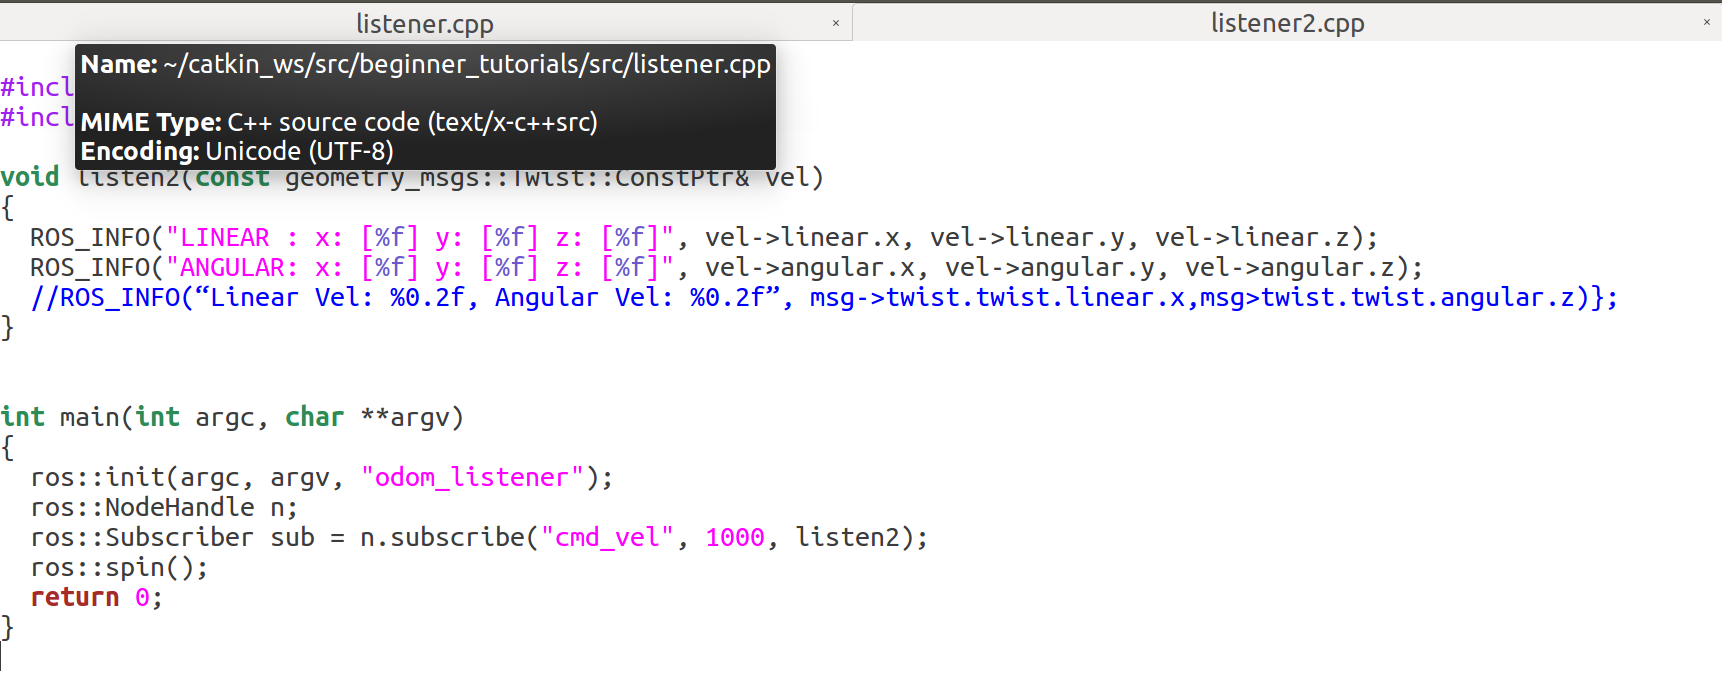 listener.cpp × listener2.cpp ×
Name: ~/catkin_ws/src/beginner_tutorials/src/listener.cpp
#incl
#incl
MIME Type: C++ source code (text/x-c++src)
Encoding: Unicode (UTF-8)
void listen2(const geometry_msgs::Twist::ConstPtr& vel)
{
ROS_INFO("LINEAR : x: [%f] y: [%f] z: [%f]", vel->linear.x, vel->linear.y, vel->linear.z);
ROS_INFO("ANGULAR: x: [%f] y: [%f] z: [%f]", vel->angular.x, vel->angular.y, vel->angular.z);
//ROS_INFO(“Linear Vel: %0.2f, Angular Vel: %0.2f”, msg->twist.twist.linear.x,msg>twist.twist.angular.z)};
}
int main(int argc, char **argv)
{
ros::init(argc, argv, "odom_listener");
ros::NodeHandle n;
ros::Subscriber sub = n.subscribe("cmd_vel", 1000, listen2);
ros::spin();
return 0;
}